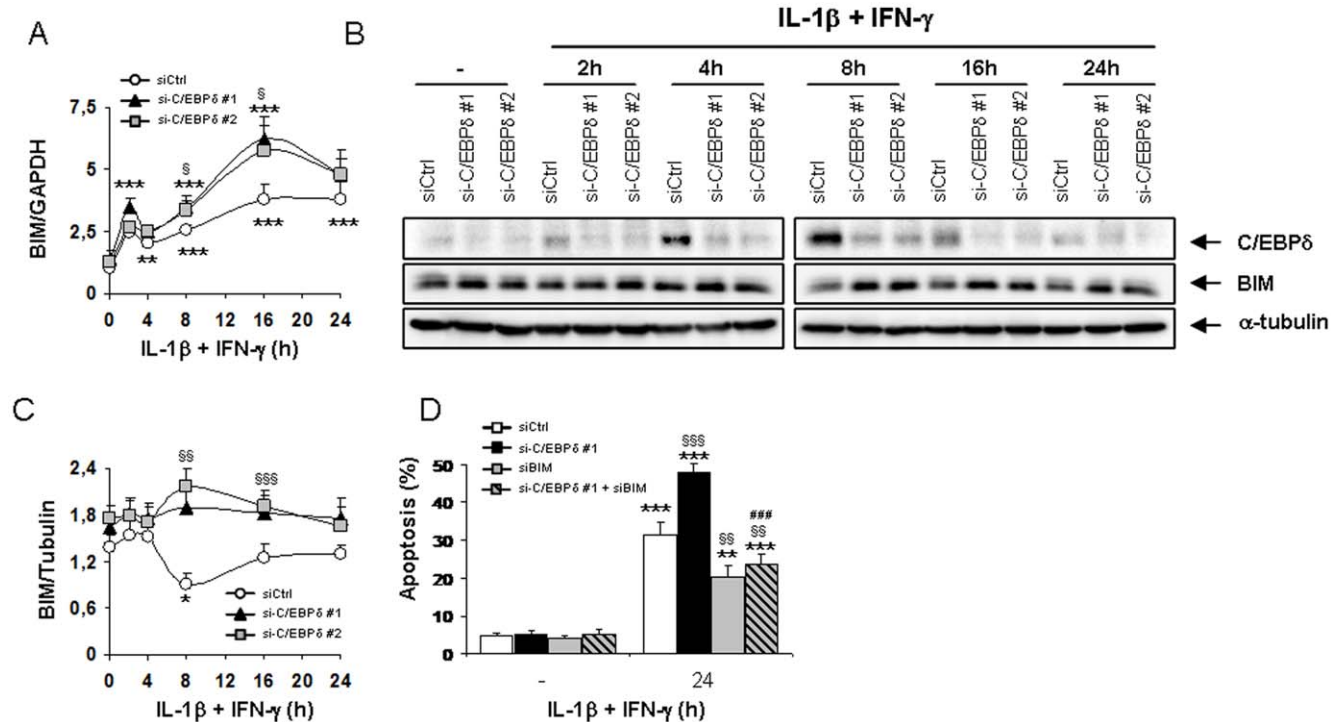 A
siCtrl
si-C/EBPδ #1
si-C/EBPδ #2
7,5
5
2,5
0
BIM/GAPDH
***
**
§
***
***
§
***
***
***
0 4 8 12 16 20 24
IL-1β + IFN-γ (h)
B
IL-1β + IFN-γ
- 2h 4h 8h 16h 24h
siCtrl si-C/EBPδ #1 si-C/EBPδ #2 siCtrl si-C/EBPδ #1 si-C/EBPδ #2 siCtrl si-C/EBPδ #1 si-C/EBPδ #2 siCtrl si-C/EBPδ #1 si-C/EBPδ #2 siCtrl si-C/EBPδ #1 si-C/EBPδ #2 siCtrl si-C/EBPδ #1 si-C/EBPδ #2
C/EBPδ
BIM
α-tubulin
C
2,4
1,8
1,2
0,6
0
BIM/Tubulin
§§
§§§
*
siCtrl
si-C/EBPδ #1
si-C/EBPδ #2
0 4 8 12 16 20 24
IL-1β + IFN-γ (h)
D
siCtrl
si-C/EBPδ #1
siBIM
si-C/EBPδ #1 + siBIM
50
40
30
20
10
0
Apoptosis (%)
***
§§§
***
§§
**
###
§§
***
- 24
IL-1β + IFN-γ (h)